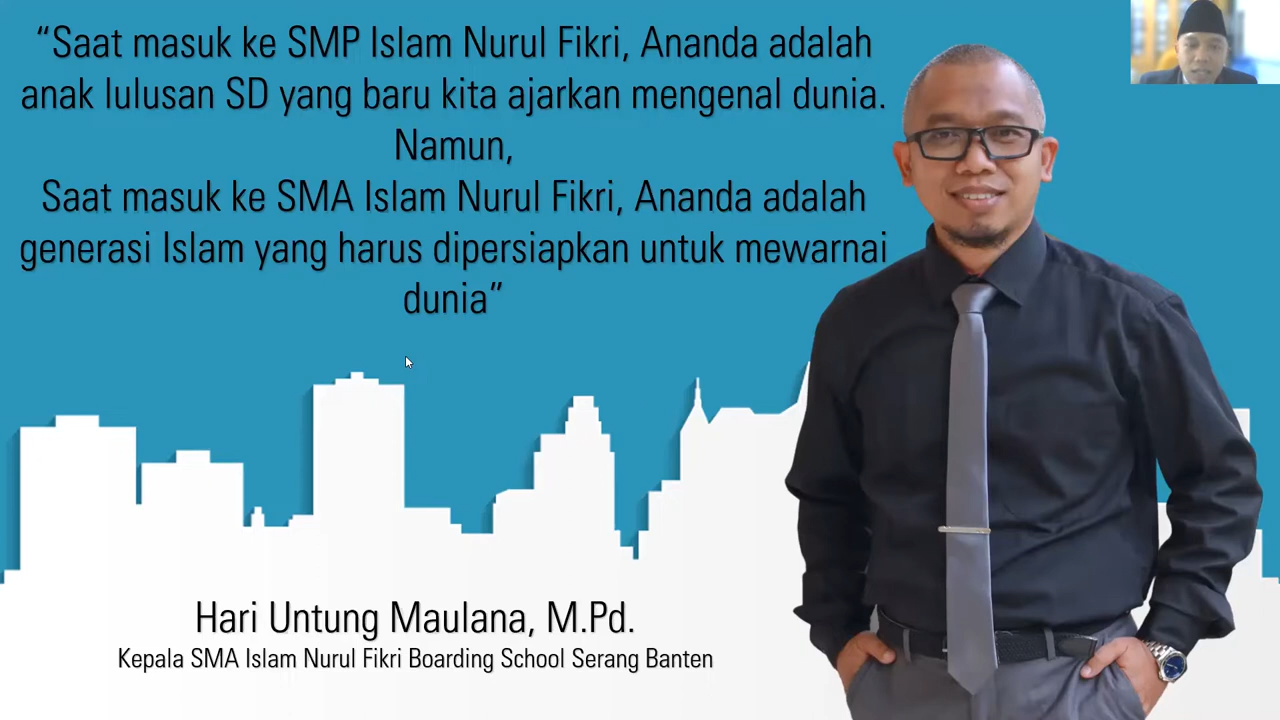 “Saat masuk ke SMP Islam Nurul Fikri, Ananda adalah
anak lulusan SD yang baru kita ajarkan mengenal dunia.
Namun,
Saat masuk ke SMA Islam Nurul Fikri, Ananda adalah
generasi Islam yang harus dipersiapkan untuk mewarnai
dunia”
Hari Untung Maulana, M.Pd.
Kepala SMA Islam Nurul Fikri Boarding School Serang Banten